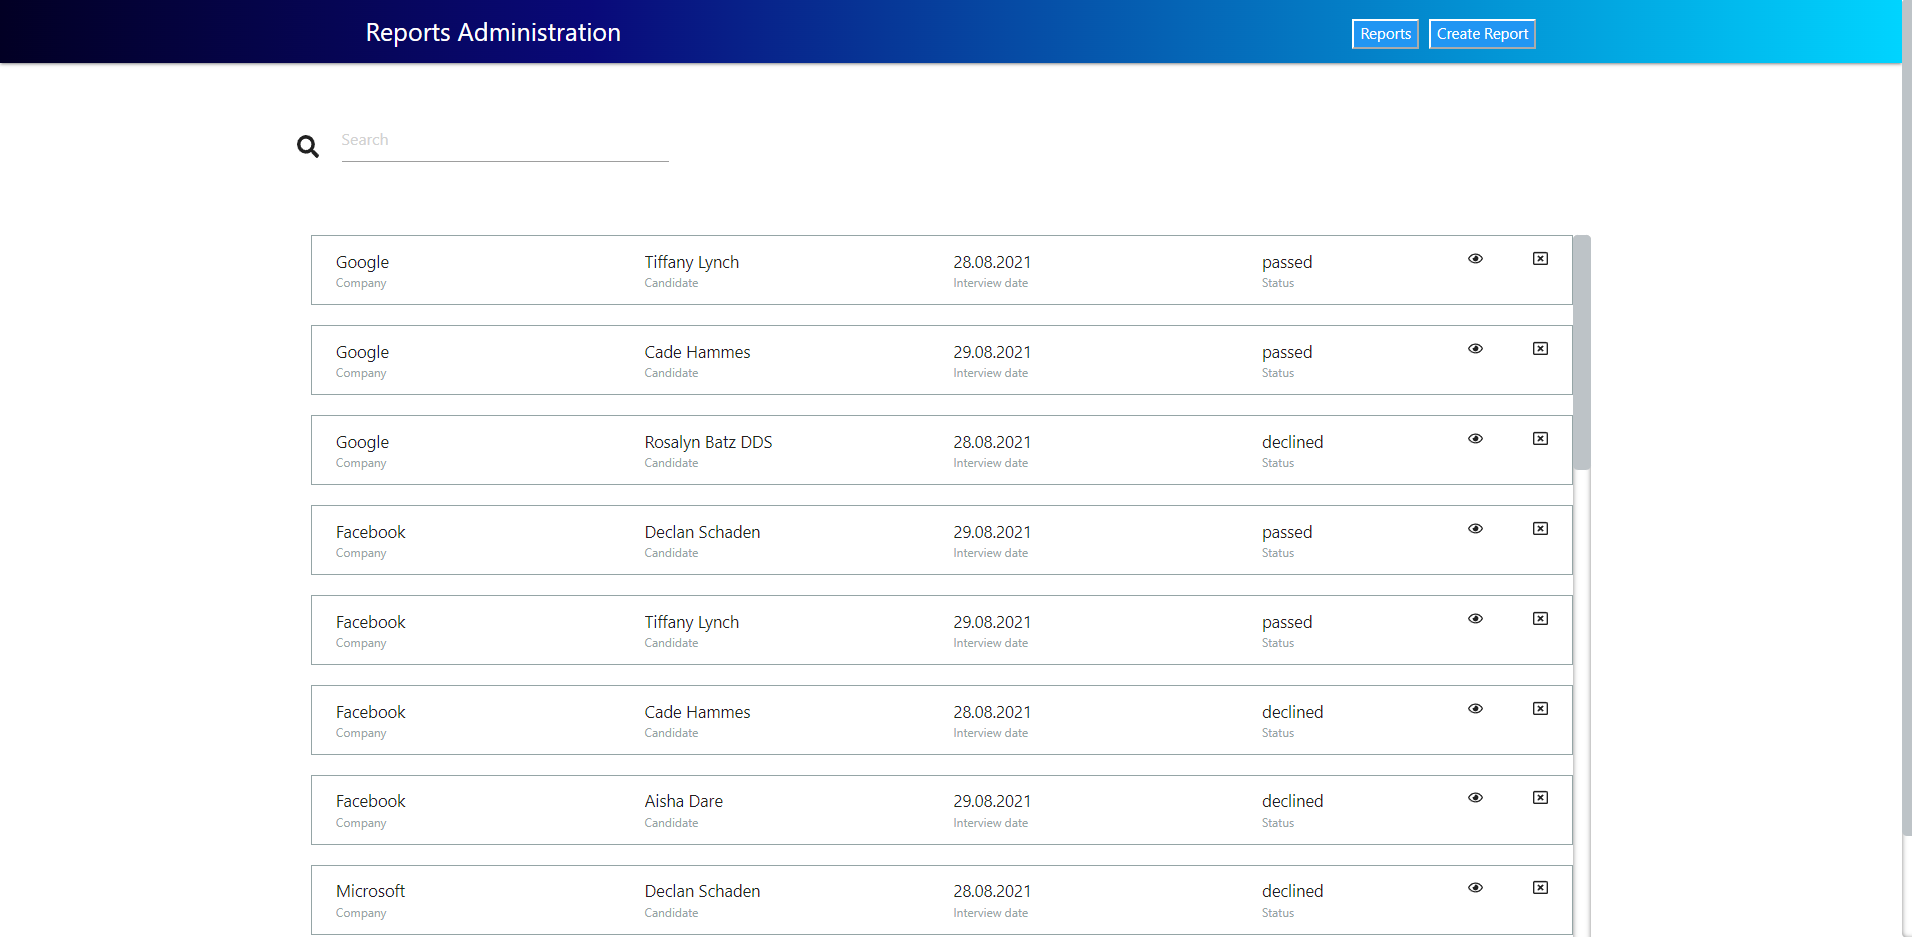 Reports Administration
Reports Create Report
Search
Google Tiffany Lynch 28.08.2021 passed
Company Candidate Interview date Status
Google Cade Hammes 29.08.2021 passed
Company Candidate Interview date Status
Google Rosalyn Batz DDS 28.08.2021 declined
Company Candidate Interview date Status
Facebook Declan Schaden 29.08.2021 passed
Company Candidate Interview date Status
Facebook Tiffany Lynch 29.08.2021 passed
Company Candidate Interview date Status
Facebook Cade Hammes 28.08.2021 declined
Company Candidate Interview date Status
Facebook Aisha Dare 29.08.2021 declined
Company Candidate Interview date Status
Microsoft Declan Schaden 28.08.2021 declined
Company Candidate Interview date Status